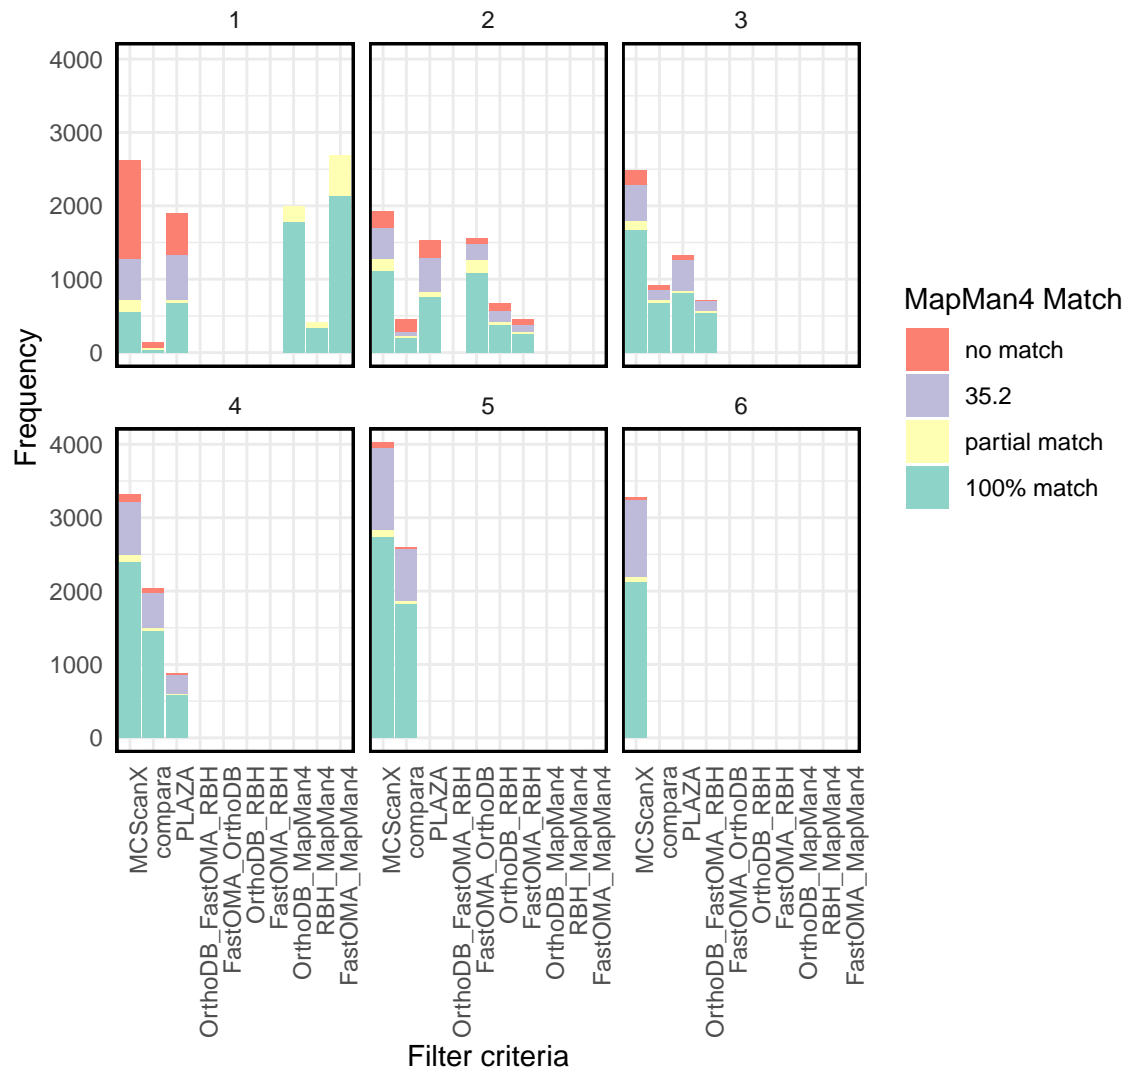 1
2
3
4000
3000
2000
1000
0
4
5
6
4000
3000
2000
1000
0
Frequency
MCScanX
compara
PLAZA
OrthoDB_FastOMA_RBH
FastOMA_OrthoDB
OrthoDB_RBH
FastOMA_RBH
OrthoDB_MapMan4
RBH_MapMan4
FastOMA_MapMan4
MCScanX
compara
PLAZA
OrthoDB_FastOMA_RBH
FastOMA_OrthoDB
OrthoDB_RBH
FastOMA_RBH
OrthoDB_MapMan4
RBH_MapMan4
FastOMA_MapMan4
MCScanX
compara
PLAZA
OrthoDB_FastOMA_RBH
FastOMA_OrthoDB
OrthoDB_RBH
FastOMA_RBH
OrthoDB_MapMan4
RBH_MapMan4
FastOMA_MapMan4
Filter criteria
MapMan4 Match
no match
35.2
partial match
100% match